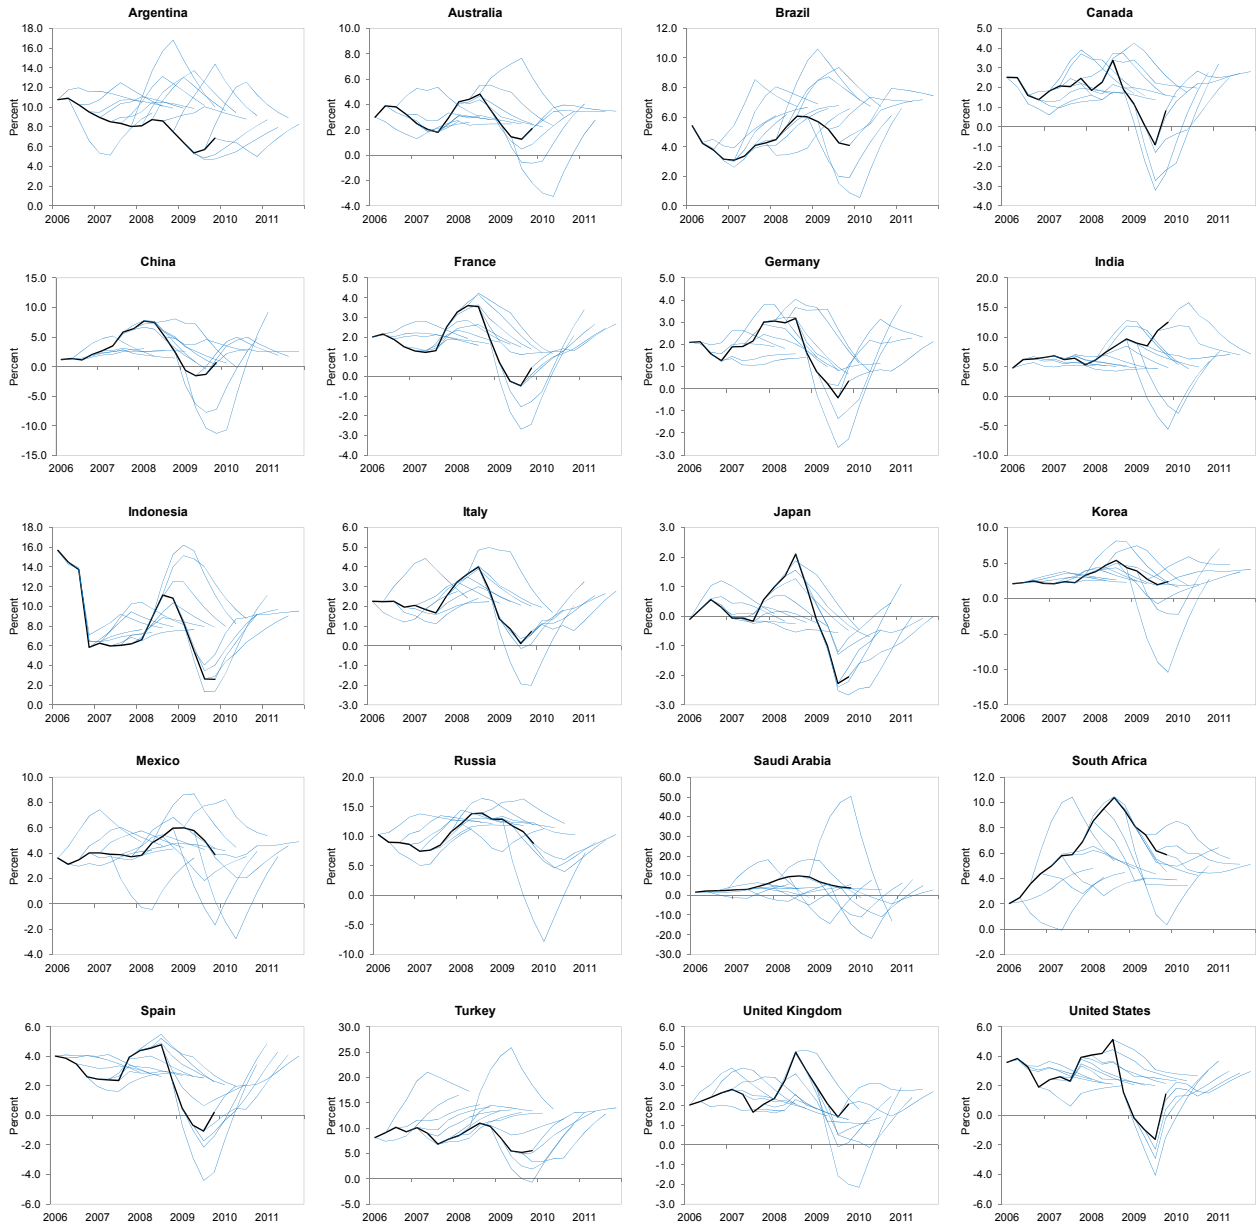 Argentina
18.0
16.0
14.0
12.0
10.0
8.0
6.0
4.0
2.0
0.0
Percent
2006 2007 2008 2009 2010 2011
Australia
10.0
8.0
6.0
4.0
2.0
0.0
-2.0
-4.0
Percent
2006 2007 2008 2009 2010 2011
Brazil
12.0
10.0
8.0
6.0
4.0
2.0
0.0
Percent
2006 2007 2008 2009 2010 2011
Canada
5.0
4.0
3.0
2.0
1.0
0.0
-1.0
-2.0
-3.0
-4.0
Percent
2006 2007 2008 2009 2010 2011
China
15.0
10.0
5.0
0.0
-5.0
-10.0
-15.0
Percent
2006 2007 2008 2009 2010 2011
France
5.0
4.0
3.0
2.0
1.0
0.0
-1.0
-2.0
-3.0
-4.0
Percent
2006 2007 2008 2009 2010 2011
Germany
5.0
4.0
3.0
2.0
1.0
0.0
-1.0
-2.0
-3.0
Percent
2006 2007 2008 2009 2010 2011
India
20.0
15.0
10.0
5.0
0.0
-5.0
-10.0
Percent
2006 2007 2008 2009 2010 2011
Indonesia
18.0
16.0
14.0
12.0
10.0
8.0
6.0
4.0
2.0
0.0
Percent
2006 2007 2008 2009 2010 2011
Italy
6.0
5.0
4.0
3.0
2.0
1.0
0.0
-1.0
-2.0
-3.0
Percent
2006 2007 2008 2009 2010 2011
Japan
3.0
2.0
1.0
0.0
-1.0
-2.0
-3.0
Percent
2006 2007 2008 2009 2010 2011
Korea
10.0
5.0
0.0
-5.0
-10.0
-15.0
Percent
2006 2007 2008 2009 2010 2011
Mexico
10.0
8.0
6.0
4.0
2.0
0.0
-2.0
-4.0
Percent
2006 2007 2008 2009 2010 2011
Russia
20.0
15.0
10.0
5.0
0.0
-5.0
-10.0
Percent
2006 2007 2008 2009 2010 2011
Saudi Arabia
60.0
50.0
40.0
30.0
20.0
10.0
0.0
-10.0
-20.0
-30.0
Percent
2006 2007 2008 2009 2010 2011
South Africa
12.0
10.0
8.0
6.0
4.0
2.0
0.0
-2.0
Percent
2006 2007 2008 2009 2010 2011
Spain
6.0
4.0
2.0
0.0
-2.0
-4.0
-6.0
Percent
2006 2007 2008 2009 2010 2011
Turkey
30.0
25.0
20.0
15.0
10.0
5.0
0.0
-5.0
Percent
2006 2007 2008 2009 2010 2011
United Kingdom
6.0
5.0
4.0
3.0
2.0
1.0
0.0
-1.0
-2.0
-3.0
Percent
2006 2007 2008 2009 2010 2011
United States
6.0
4.0
2.0
0.0
-2.0
-4.0
-6.0
Percent
2006 2007 2008 2009 2010 2011